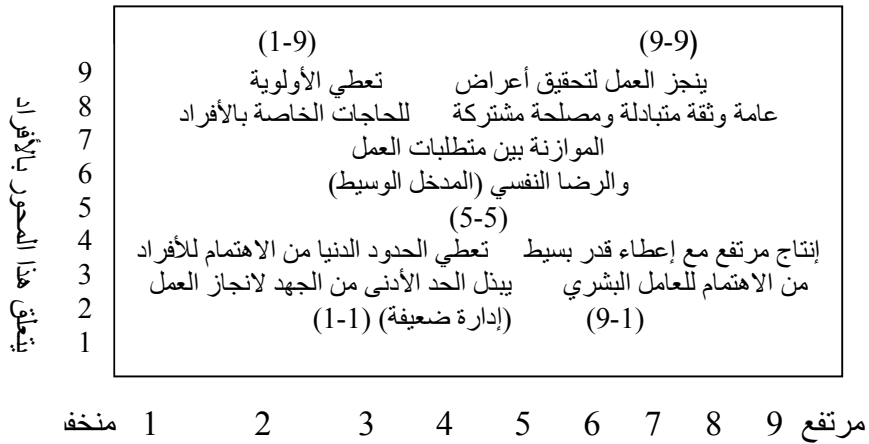 (9-9) (1-9)
ينجز العمل لتحقيق أعراض تعطي الأولوية
عامة وثقة متبادلة ومصلحة مشتركة للحاجات الخاصة بالأفراد
الموازنة بين متطلبات العمل
والرضا النفسي (المدخل الوسيط)
(5-5)
إنتاج مرتفع مع إعطاء قدر بسيط تعطي الحدود الدنيا من الاهتمام للأفراد
من الاهتمام للعامل البشري يبذل الحد الأدنى من الجهد لانجاز العمل
(9-1) (إدارة ضعيفة) (1-1)
9
8
7
6
5
4
3
2
1
يتعلق هذا المحور بالأفراد
مرتفع 9 8 7 6 5 4 3 2 1 منخف